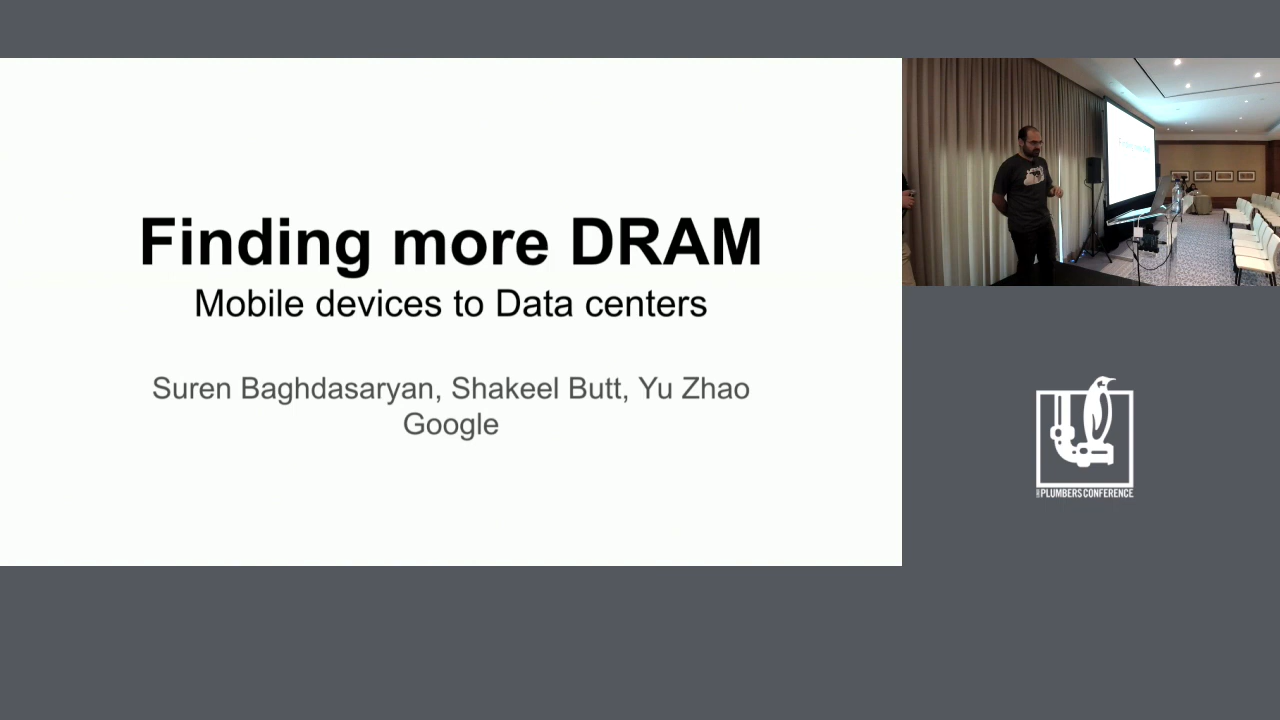 Finding more DRAM
Mobile devices to Data centers
Suren Baghdasaryan, Shakeel Butt, Yu Zhao
Google
PLUMBERS CONFERENCE